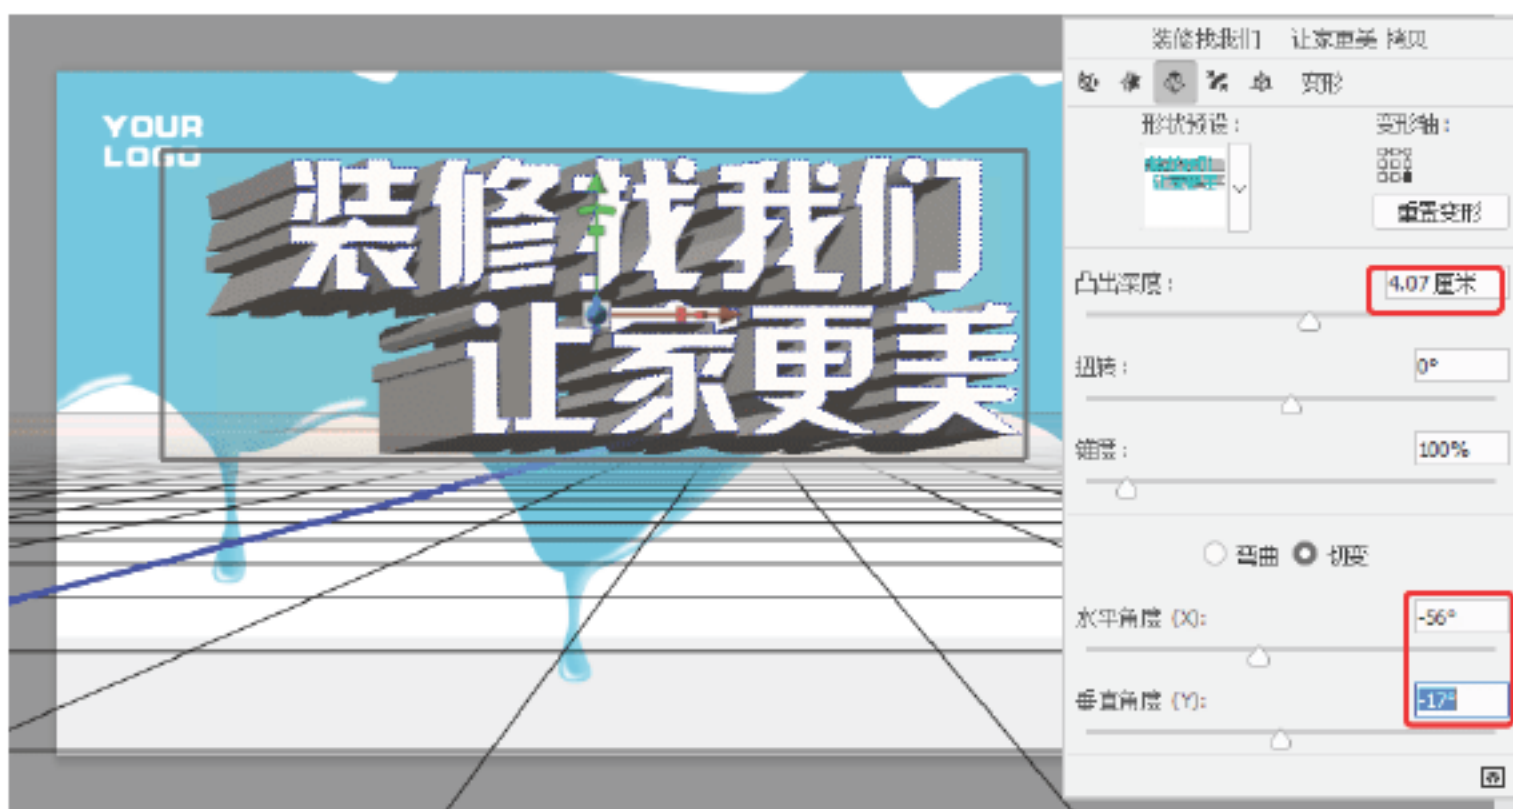 YOUR
LOGO
装修找我们
让家更美
装修找我们 让家更美 拷贝
变形
形状预设：
变形轴：
重置变形
凸出深度：
4.07 厘米
扭转：
0°
锥度：
100%
弯曲
切变
水平角度 (X):
-56°
垂直角度 (Y):
-17°